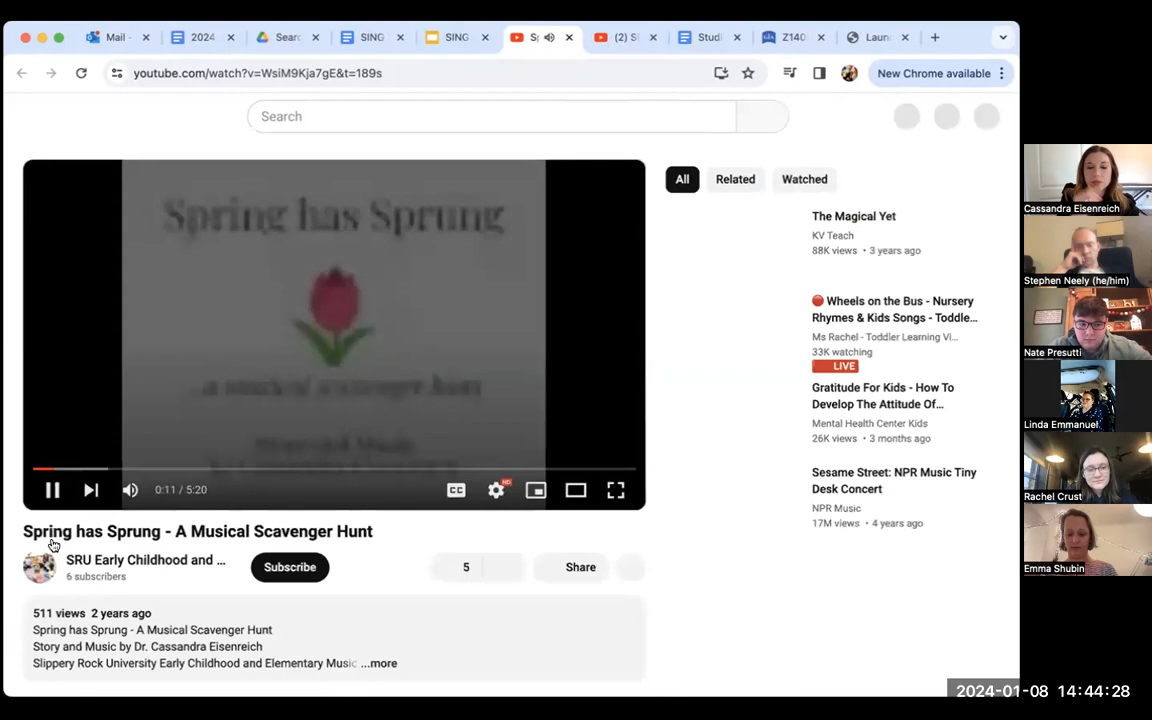 Mail -
2024
Searc
SING
SING
Sp
(2) S
Studi
Z140
Laun
youtube.com/watch?v=WsiM9Kja7gE&t=189s
New Chrome available
Search
Spring has Sprung
...a musical scavenger hunt
0:11 / 5:20
CC
HD
Spring has Sprung - A Musical Scavenger Hunt
SRU Early Childhood and ...
6 subscribers
Subscribe
5
Share
511 views 2 years ago
Spring has Sprung - A Musical Scavenger Hunt
Story and Music by Dr. Cassandra Eisenreich
Slippery Rock University Early Childhood and Elementary Music ...more
All
Related
Watched
The Magical Yet
KV Teach
88K views • 3 years ago
Wheels on the Bus - Nursery
Rhymes & Kids Songs - Toddle...
Ms Rachel - Toddler Learning Vi...
33K watching
LIVE
Gratitude For Kids - How To
Develop The Attitude Of...
Mental Health Center Kids
26K views • 3 months ago
Sesame Street: NPR Music Tiny
Desk Concert
NPR Music
17M views • 4 years ago
Cassandra Eisenreich
Stephen Neely (he/him)
Nate Presutti
Linda Emmanuel
Rachel Crust
Emma Shubin
2024-01-08 14:44:28